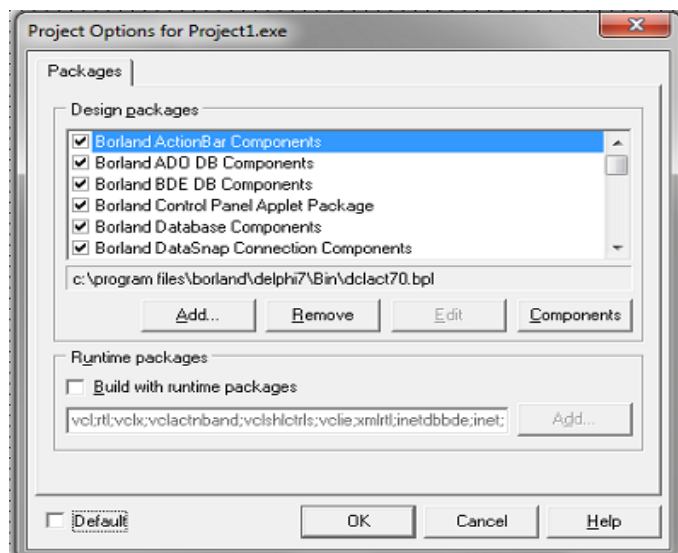 Project Options for Project1.exe
Packages
Design packages
Borland ActionBar Components
Borland ADO DB Components
Borland BDE DB Components
Borland Control Panel Applet Package
Borland Database Components
Borland DataSnap Connection Components
c:\program files\borland\delphi7\Bin\dclact70.bpl
Add... Remove Edit Components
Runtime packages
Build with runtime packages
vcl;rtl;vclx;vclactnband;vclshlctrls;vclie;xmlrtl;inetdbbde;inet; Add...
Default OK Cancel Help